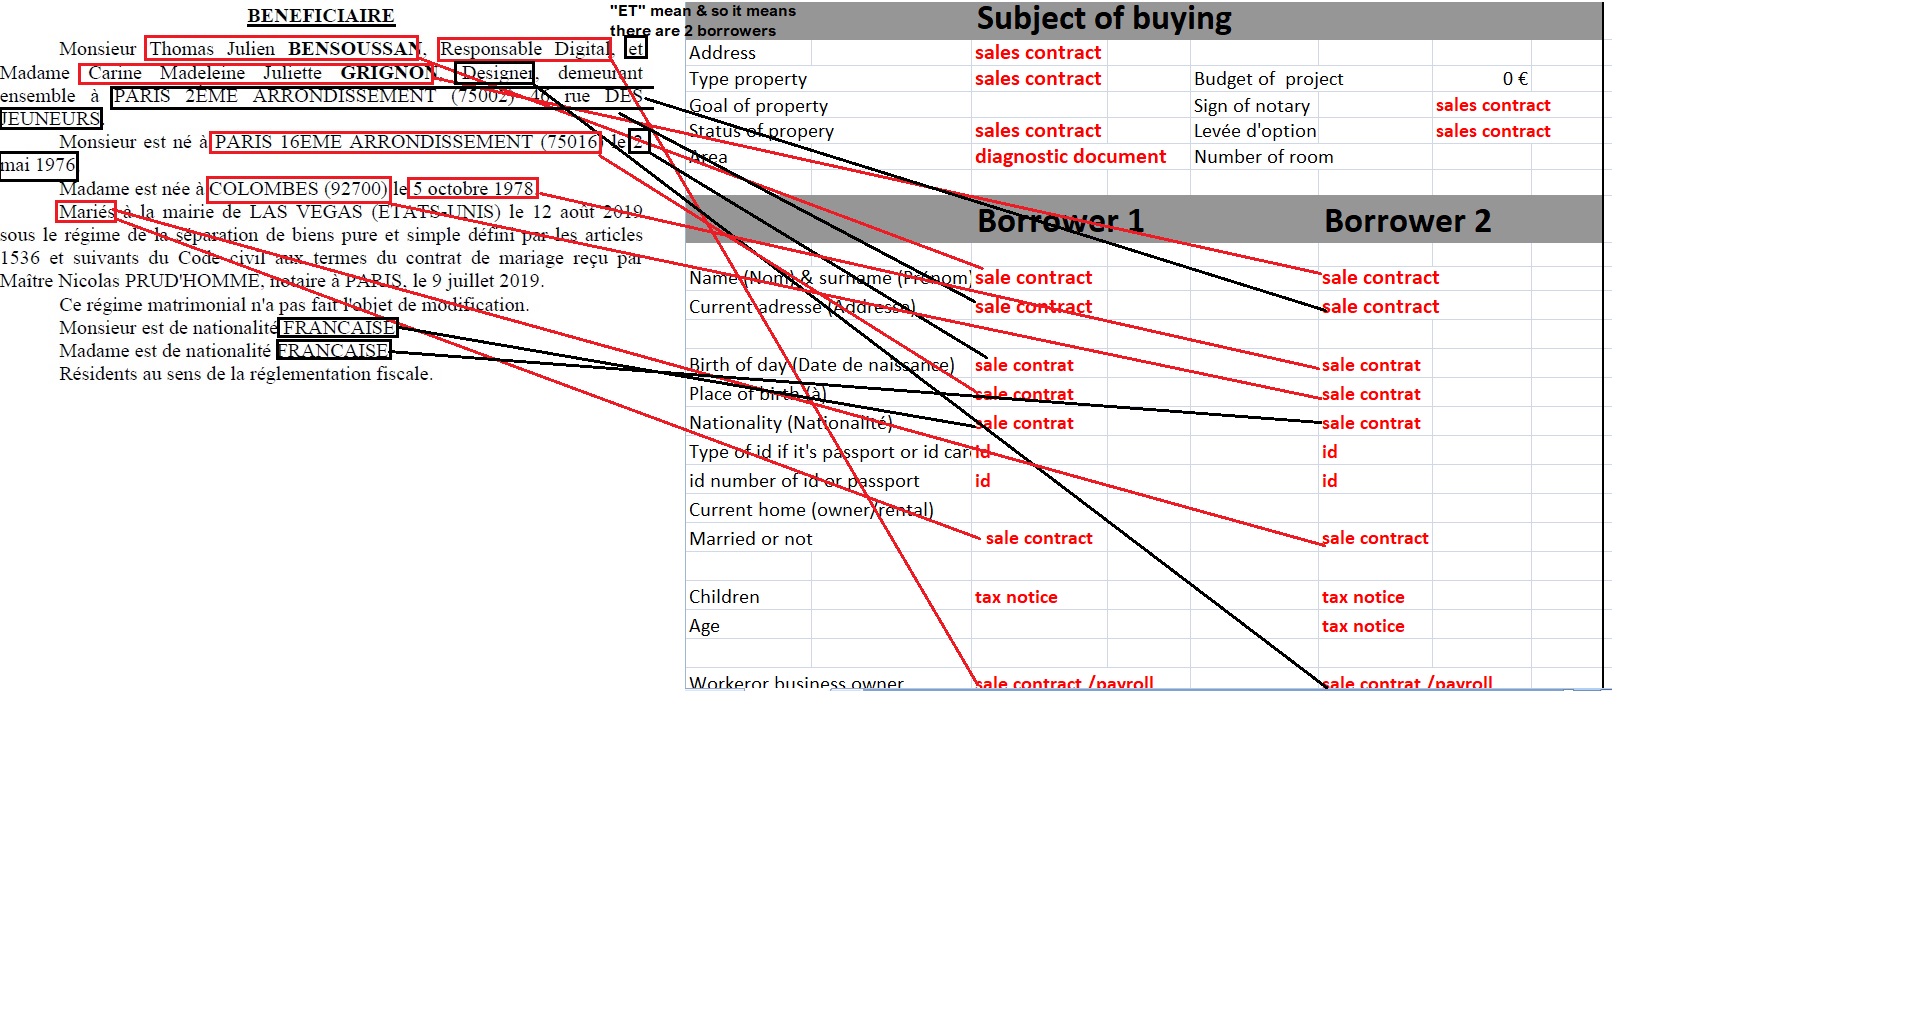 BENEFICIAIRE
Monsieur Thomas Julien BENSOUSSAN, Responsable Digital, et
Madame Carine Madeleine Juliette GRIGNON, Designer, demeurant
ensemble à PARIS 2ÈME ARRONDISSEMENT (75002) 46 rue DES
JEUNEURS.
Monsieur est né à PARIS 16EME ARRONDISSEMENT (75016) le 2
mai 1976
Madame est née à COLOMBES (92700) le 5 octobre 1978.
Mariés à la mairie de LAS VEGAS (ETATS-UNIS) le 12 août 2019
sous le régime de la séparation de biens pure et simple défini par les articles
1536 et suivants du Code civil aux termes du contrat de mariage reçu par
Maître Nicolas PRUD'HOMME, notaire à PARIS, le 9 juillet 2019.
Ce régime matrimonial n'a pas fait l'objet de modification.
Monsieur est de nationalité FRANCAISE
Madame est de nationalité FRANCAISE
Résidents au sens de la réglementation fiscale.
"ET" mean & so it means
there are 2 borrowers
Subject of buying
Address sales contract
Type property sales contract Budget of project 0 €
Goal of property Sign of notary sales contract
Status of propery sales contract Levée d'option sales contract
Area diagnostic document Number of room
Borrower 1 Borrower 2
Name (Nom) & surname (Prénom) sale contract sale contract
Current adresse (Addresse) sale contract sale contract
Birth of day (Date de naissance) sale contrat sale contrat
Place of birth (à) sale contrat sale contrat
Nationality (Nationalité) sale contrat sale contrat
Type of id if it's passport or id car id id
id number of id or passport id id
Current home (owner/rental)
Married or not sale contract sale contract
Children tax notice tax notice
Age tax notice
Workeror business owner sale contract /payroll sale contrat /payroll